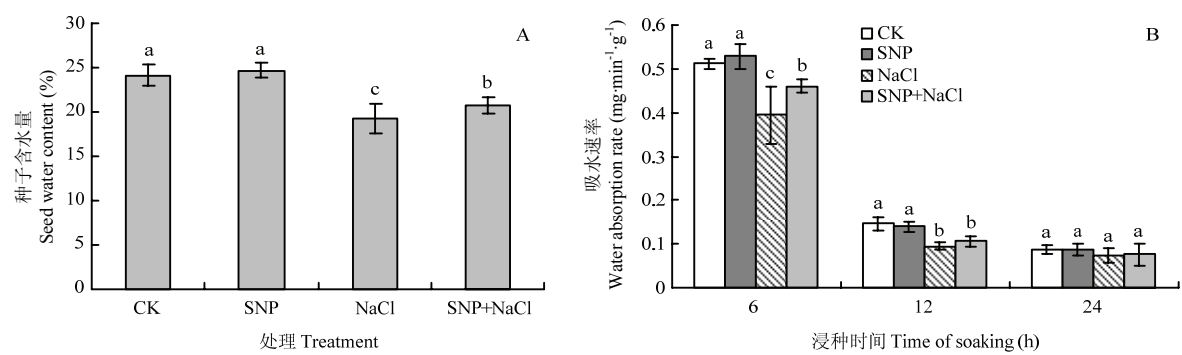 A
种子含水量
Seed water content (%)
30
25
20
15
10
5
0
a
a
c
b
CK
SNP
NaCl
SNP+NaCl
处理 Treatment
B
吸水速率
Water absorption rate (mg·min⁻¹·g⁻¹)
0.6
0.5
0.4
0.3
0.2
0.1
0
CK
SNP
NaCl
SNP+NaCl
a
a
c
b
a
a
b
b
a
a
a
a
6
12
24
浸种时间 Time of soaking (h)